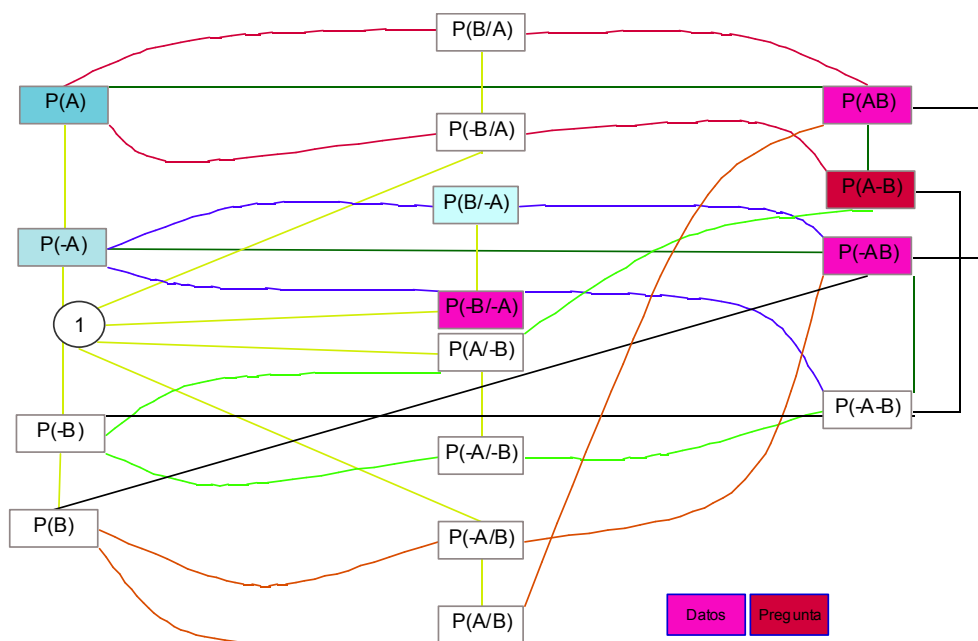 P(B/A)
P(A)
P(AB)
P(-B/A)
P(A-B)
P(B/-A)
P(-A)
P(-AB)
P(-B/-A)
1
P(A/-B)
P(-A-B)
P(-B)
P(-A/-B)
P(B)
P(-A/B)
P(A/B)
Datos
Pregunta